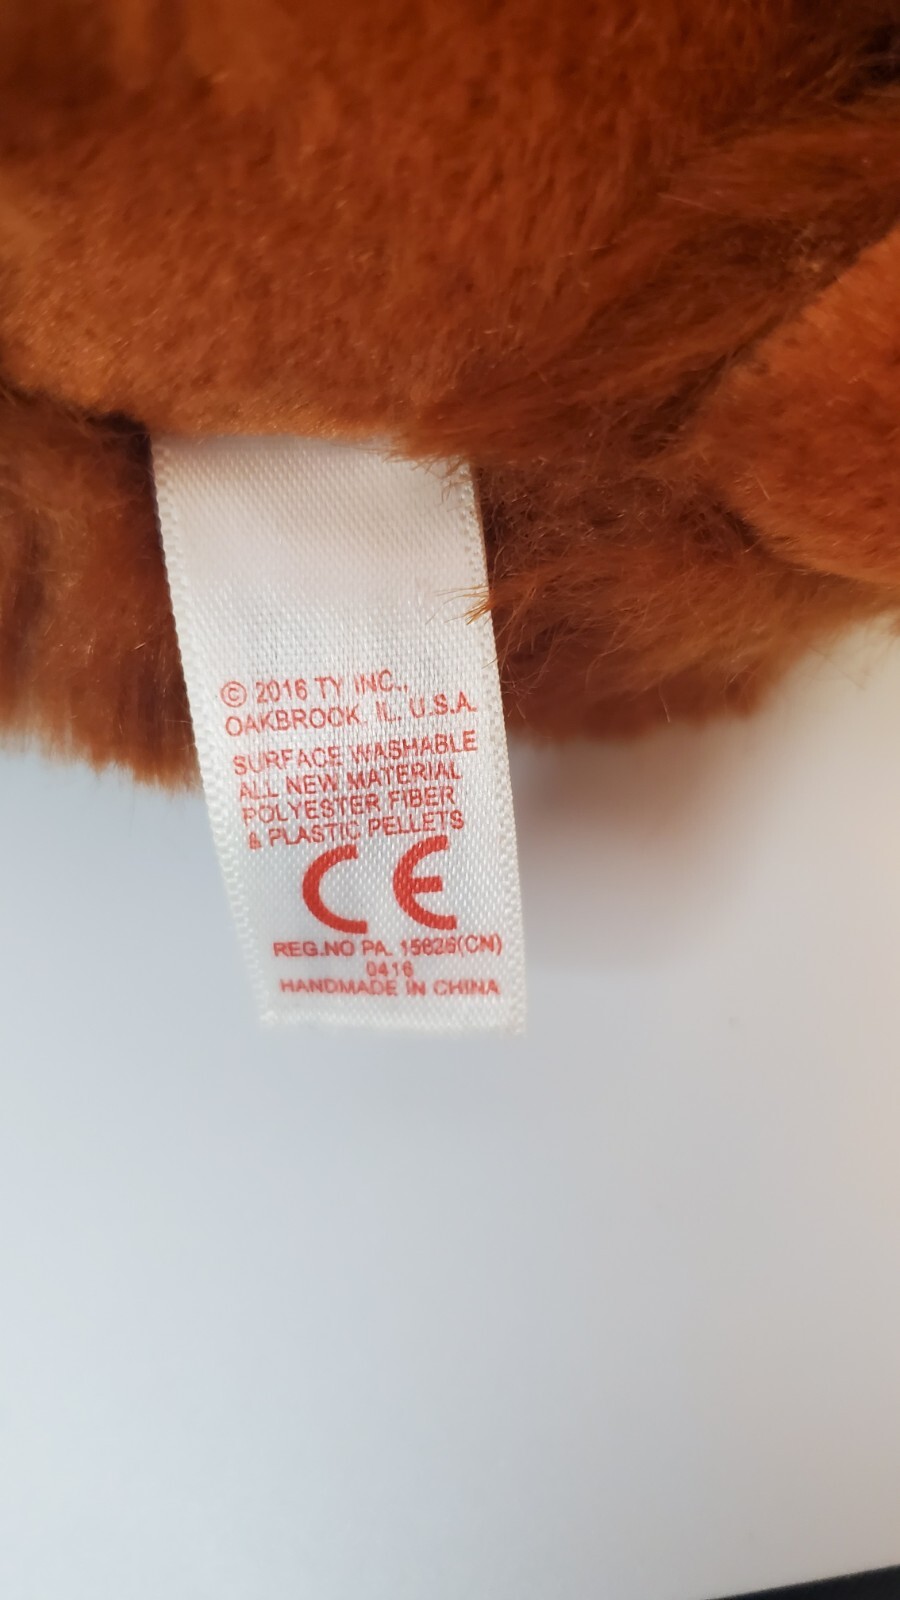 © 2016 TY INC.,
OAKBROOK, IL, U.S.A.
SURFACE WASHABLE
ALL NEW MATERIAL
POLYESTER FIBER
& PLASTIC PELLETS
CE
REG.NO PA. 15626(CN)
0416
HANDMADE IN CHINA